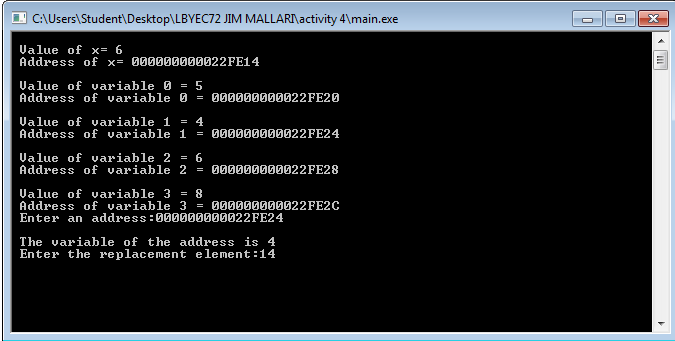 C:\Users\Student\Desktop\LBYEC72 JIM MALLARI\activity 4\main.exe
Value of x= 6
Address of x= 000000000022FE14
Value of variable 0 = 5
Address of variable 0 = 000000000022FE20
Value of variable 1 = 4
Address of variable 1 = 000000000022FE24
Value of variable 2 = 6
Address of variable 2 = 000000000022FE28
Value of variable 3 = 8
Address of variable 3 = 000000000022FE2C
Enter an address:000000000022FE24
The variable of the address is 4
Enter the replacement element:14